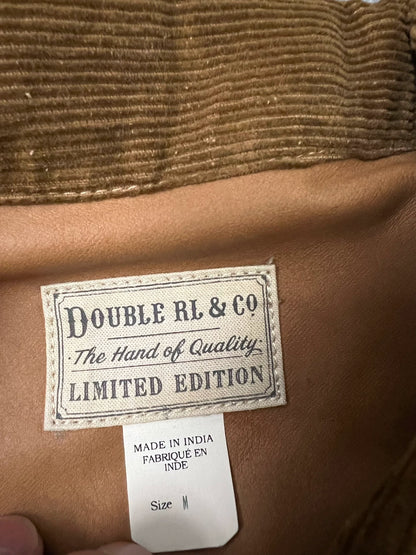 DOUBLE RL & CO
The Hand of Quality
LIMITED EDITION
MADE IN INDIA
FABRIQUÉ EN
INDE
Size M